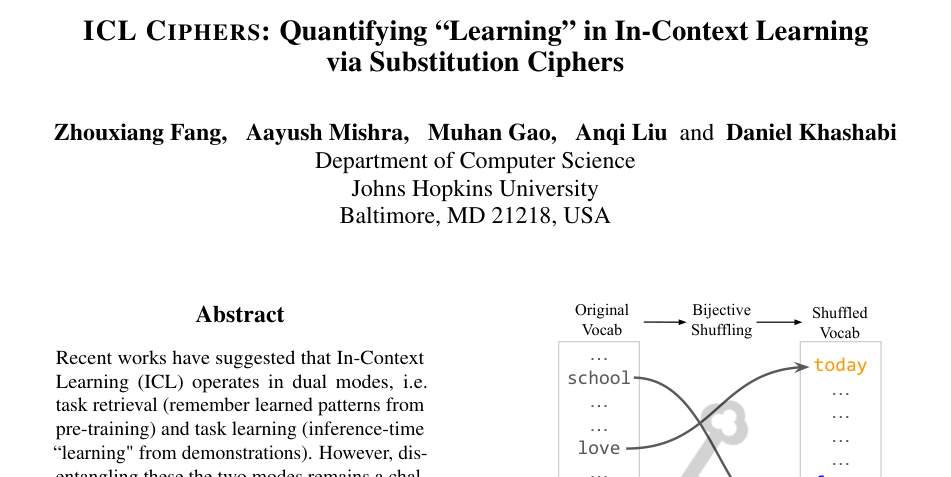 ICL CIPHERS: Quantifying “Learning” in In-Context Learning
via Substitution Ciphers
Zhouxiang Fang, Aayush Mishra, Muhan Gao, Anqi Liu and Daniel Khashabi
Department of Computer Science
Johns Hopkins University
Baltimore, MD 21218, USA
Abstract
Recent works have suggested that In-Context
Learning (ICL) operates in dual modes, i.e.
task retrieval (remember learned patterns from
pre-training) and task learning (inference-time
“learning" from demonstrations). However, dis-
entangling these the two modes remains a chal-
Original
Vocab
Bijective
Shuffling
Shuffled
Vocab
...
school
...
...
love
...
today
...
...
...
...